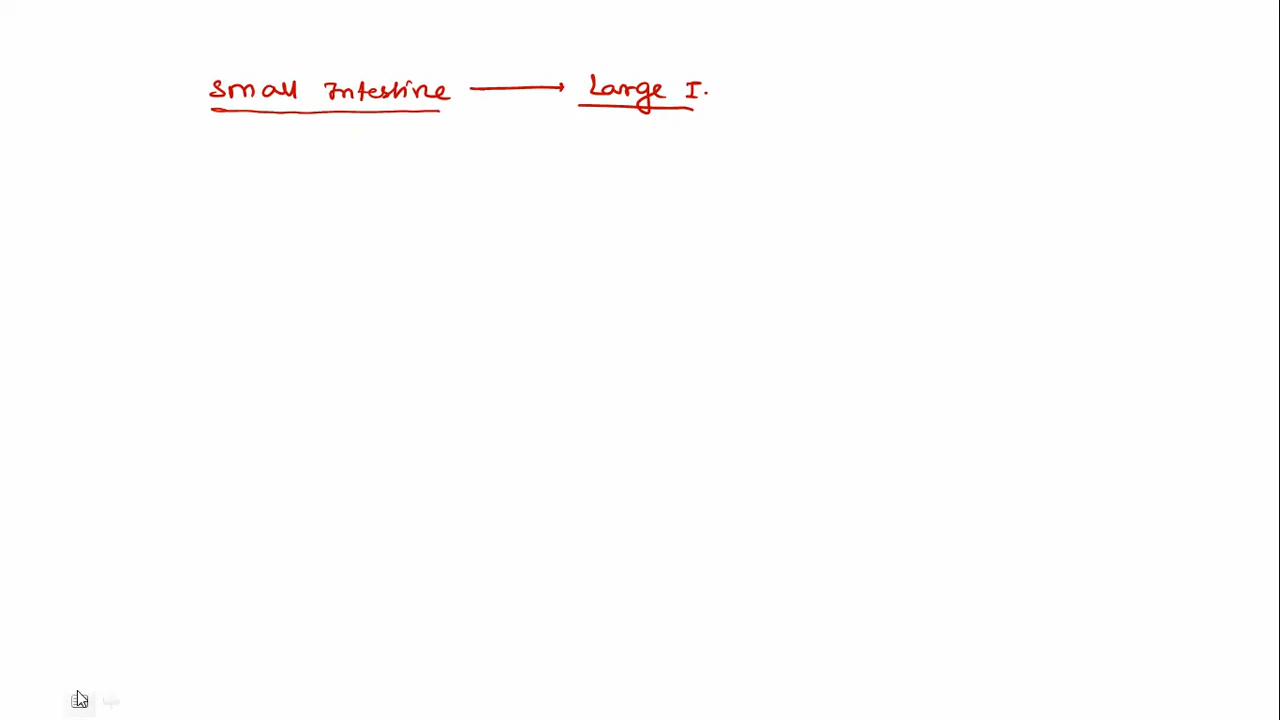 Small Intestine → Large I.